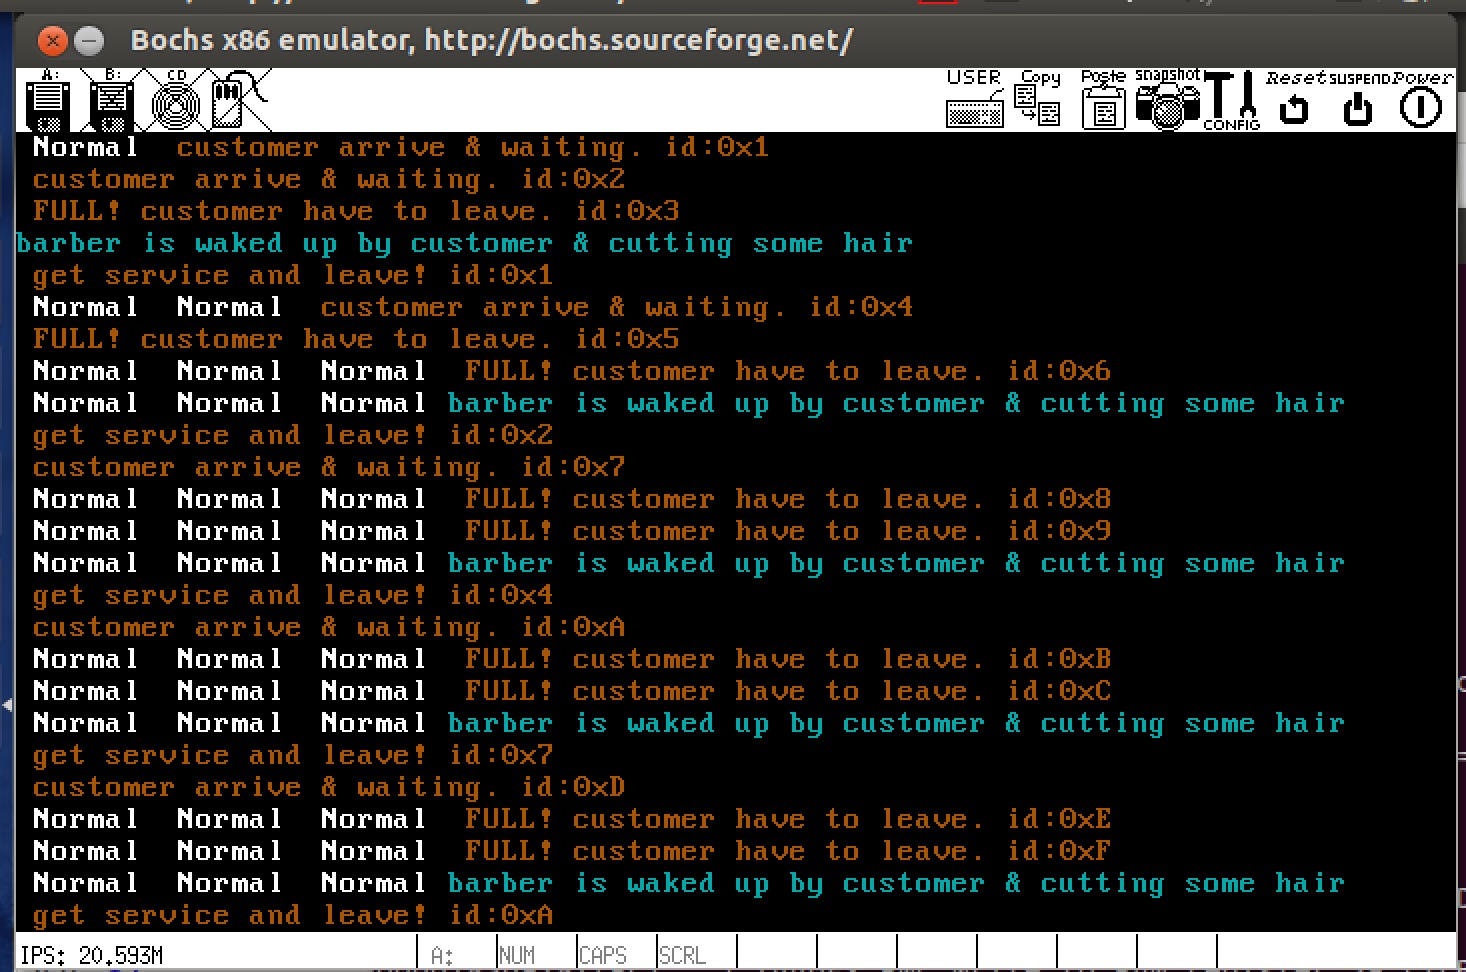 Bochs x86 emulator, http://bochs.sourceforge.net/
A: B: CD USER Copy Paste snapshot CONFIG Reset SUSPEND Power
Normal customer arrive & waiting. id:0x1
customer arrive & waiting. id:0x2
FULL! customer have to leave. id:0x3
barber is waked up by customer & cutting some hair
get service and leave! id:0x1
Normal Normal customer arrive & waiting. id:0x4
FULL! customer have to leave. id:0x5
Normal Normal Normal FULL! customer have to leave. id:0x6
Normal Normal Normal barber is waked up by customer & cutting some hair
get service and leave! id:0x2
customer arrive & waiting. id:0x7
Normal Normal Normal FULL! customer have to leave. id:0x8
Normal Normal Normal FULL! customer have to leave. id:0x9
Normal Normal Normal barber is waked up by customer & cutting some hair
get service and leave! id:0x4
customer arrive & waiting. id:0xA
Normal Normal Normal FULL! customer have to leave. id:0xB
Normal Normal Normal FULL! customer have to leave. id:0xC
Normal Normal Normal barber is waked up by customer & cutting some hair
get service and leave! id:0x7
customer arrive & waiting. id:0xD
Normal Normal Normal FULL! customer have to leave. id:0xE
Normal Normal Normal FULL! customer have to leave. id:0xF
Normal Normal Normal barber is waked up by customer & cutting some hair
get service and leave! id:0xA
IPS: 20.593M A: NUM CAPS SCRL